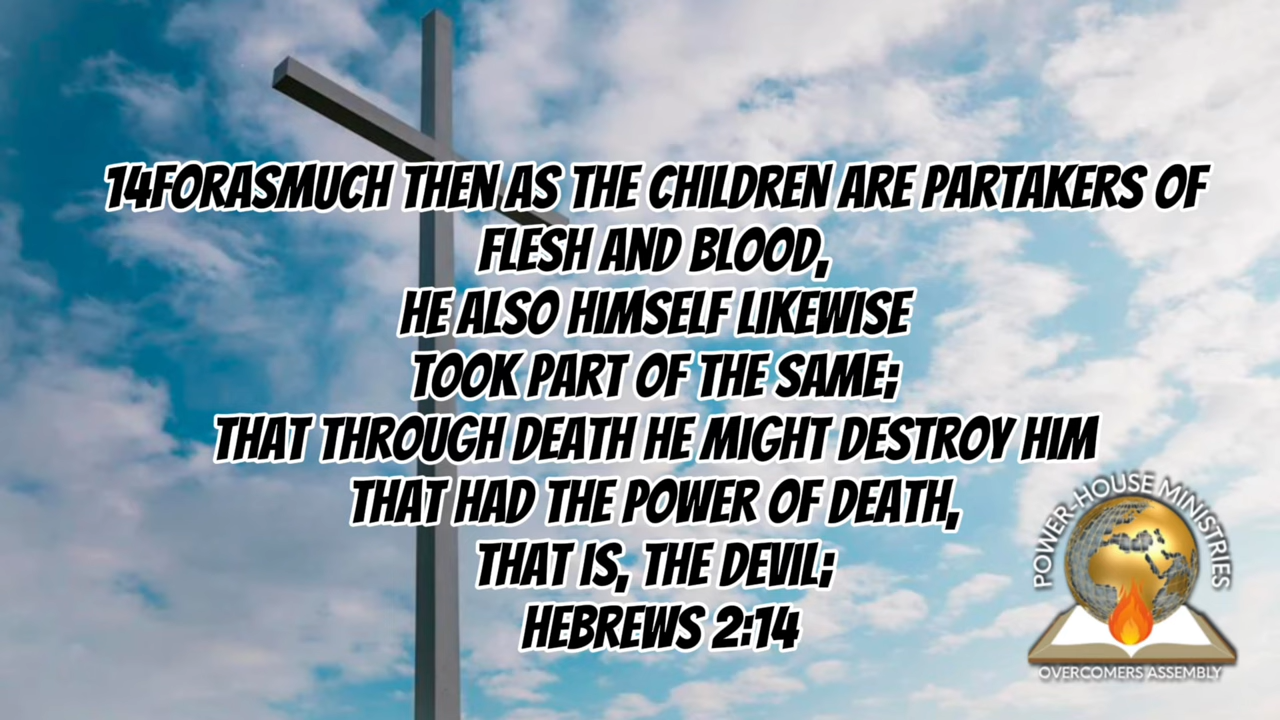 14FORASMUCH THEN AS THE CHILDREN ARE PARTAKERS OF
FLESH AND BLOOD,
HE ALSO HIMSELF LIKEWISE
TOOK PART OF THE SAME;
THAT THROUGH DEATH HE MIGHT DESTROY HIM
THAT HAD THE POWER OF DEATH,
THAT IS, THE DEVIL;
HEBREWS 2:14
POWER-HOUSE MINISTRIES
OVERCOMERS ASSEMBLY